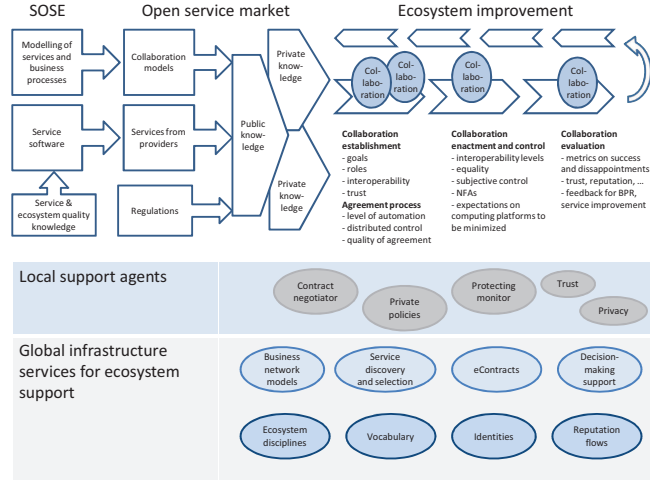 SOSE
Open service market
Ecosystem improvement
Modelling of
services and
business
processes
Collaboration
models
Private
know-
ledge
Service
software
Services from
providers
Public
know-
ledge
Private
know-
ledge
Service &
ecosystem quality
knowledge
Regulations
Col-
labo-
ration
Col-
labo-
ration
Col-
labo-
ration
Col-
labo-
ration
Collaboration
establishment
- goals
- roles
- interoperability
- trust
Agreement process
- level of automation
- distributed control
- quality of agreement
Collaboration
enactment and control
- interoperability levels
- equality
- subjective control
- NFAs
- expectations on
computing platforms to
be minimized
Collaboration
evaluation
- metrics on success
and dissappointments
- trust, reputation, ...
- feedback for BPR,
service improvement
Local support agents
Contract
negotiator
Private
policies
Protecting
monitor
Trust
Privacy
Global infrastructure
services for ecosystem
support
Business
network
models
Service
discovery
and selection
eContracts
Decision-
making
support
Ecosystem
disciplines
Vocabulary
Identities
Reputation
flows